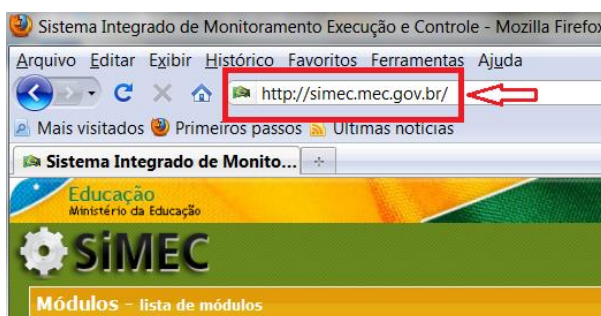 Sistema Integrado de Monitoramento Execução e Controle - Mozilla Firefox
Arquivo Editar Exibir Histórico Favoritos Ferramentas Ajuda
http://simec.mec.gov.br/
Mais visitados Primeiros passos Últimas notícias
Sistema Integrado de Monito...
Educação
Ministério da Educação
SiMEC
Módulos - lista de módulos